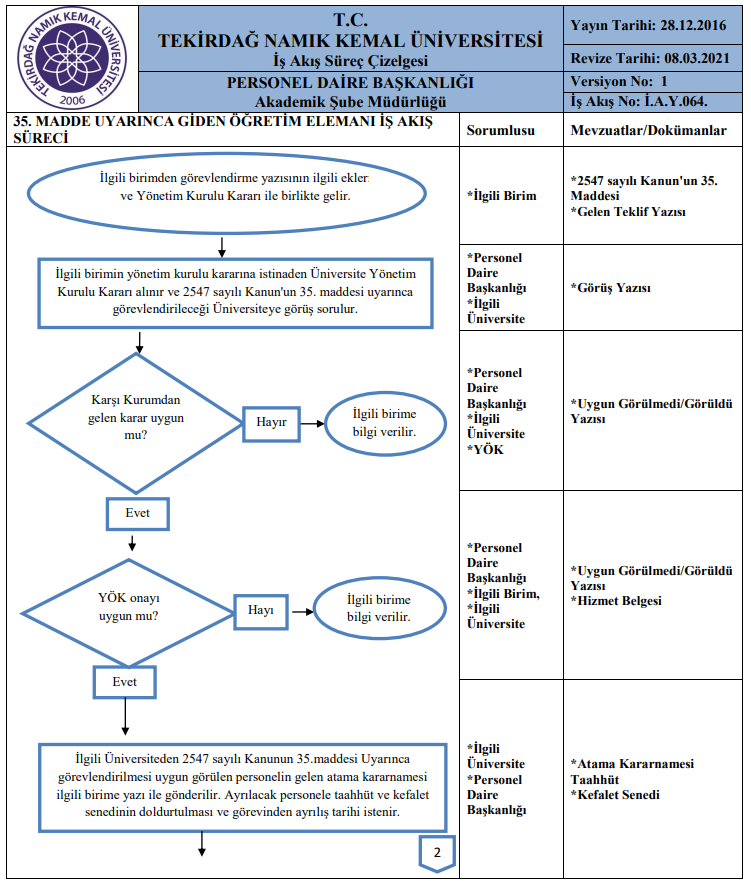 TEKİRDAĞ NAMIK KEMAL ÜNİVERSİTESİ
2006
T.C.
TEKİRDAĞ NAMIK KEMAL ÜNİVERSİTESİ
İş Akış Süreç Çizelgesi
PERSONEL DAİRE BAŞKANLIĞI
Akademik Şube Müdürlüğü
Yayın Tarihi: 28.12.2016
Revize Tarihi: 08.03.2021
Versiyon No: 1
İş Akış No: İ.A.Y.064.
35. MADDE UYARINCA GİDEN ÖĞRETİM ELEMANI İŞ AKIŞ
SÜRECİ
Sorumlusu
Mevzuatlar/Dokümanlar
İlgili birimden görevlendirme yazısının ilgili ekleri
ve Yönetim Kurulu Kararı ile birlikte gelir.
*İlgili Birim
*2547 sayılı Kanun'un 35.
Maddesi
*Gelen Teklif Yazısı
İlgili birimin yönetim kurulu kararına istinaden Üniversite Yönetim
Kurulu Kararı alınır ve 2547 sayılı Kanun'un 35. maddesi uyarınca
görevlendirileceği Üniversiteye görüş sorulur.
*Personel
Daire
Başkanlığı
*İlgili
Üniversite
*Görüş Yazısı
Karşı Kurumdan
gelen karar uygun
mu?
Hayır
İlgili birime
bilgi verilir.
Evet
*Personel
Daire
Başkanlığı
*İlgili
Üniversite
*YÖK
*Uygun Görülmedi/Görüldü
Yazısı
YÖK onayı
uygun mu?
Hayı
İlgili birime
bilgi verilir.
Evet
*Personel
Daire
Başkanlığı
*İlgili Birim,
*İlgili
Üniversite
*Uygun Görülmedi/Görüldü
Yazısı
*Hizmet Belgesi
İlgili Üniversiteden 2547 sayılı Kanunun 35.maddesi Uyarınca
görevlendirilmesi uygun görülen personelin gelen atama kararnamesi
ilgili birime yazı ile gönderilir. Ayrılacak personele taahhüt ve kefalet
senedinin doldurtulması ve görevinden ayrılış tarihi istenir.
2
*İlgili
Üniversite
*Personel
Daire
Başkanlığı
*Atama Kararnamesi
Taahhüt
*Kefalet Senedi